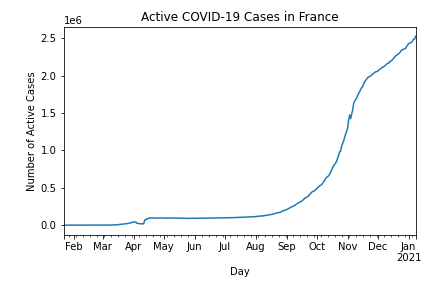 Active COVID-19 Cases in France
1e6
2.5
2.0
1.5
1.0
0.5
0.0
Number of Active Cases
Feb Mar Apr May Jun Jul Aug Sep Oct Nov Dec Jan
2021
Day